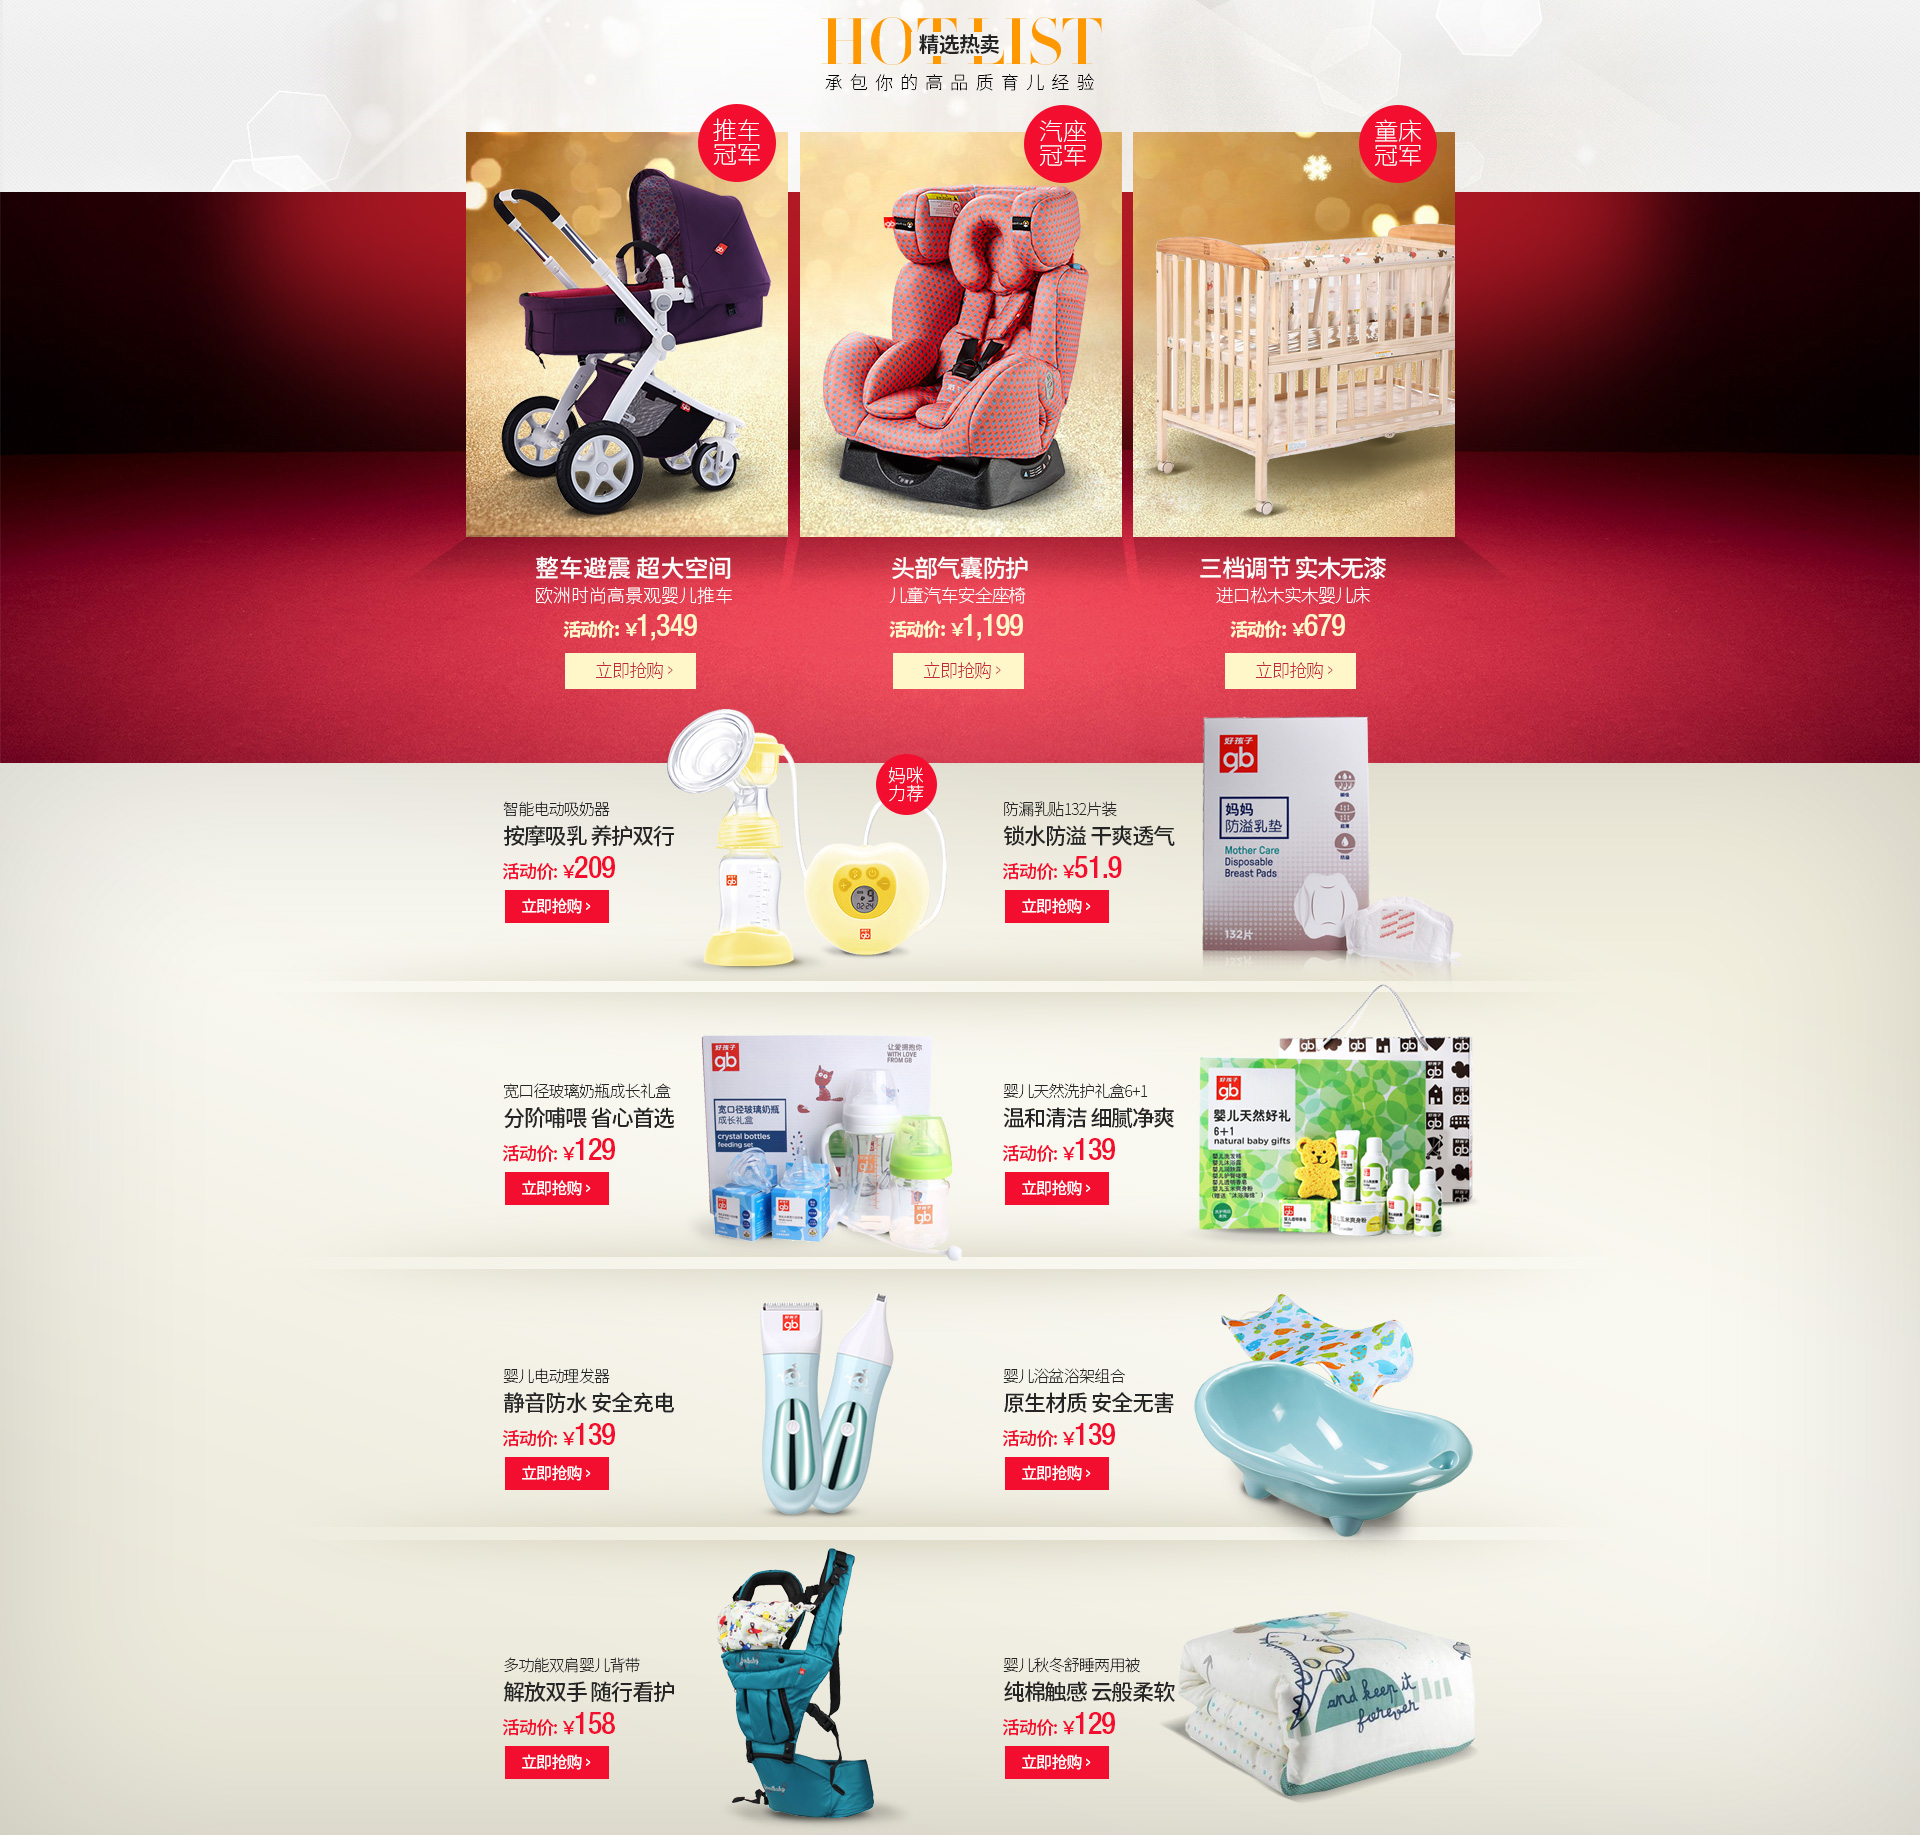 HOT LIST
精选热卖
承包你的高品质育儿经验
推车
冠军
汽座
冠军
童床
冠军
整车避震 超大空间
欧洲时尚高景观婴儿推车
活动价: ¥1,349
立即抢购 >
头部气囊防护
儿童汽车安全座椅
活动价: ¥1,199
立即抢购 >
三档调节 实木无漆
进口松木实木婴儿床
活动价: ¥679
立即抢购 >
智能电动吸奶器
按摩吸乳 养护双行
活动价: ¥209
立即抢购 >
妈咪
力荐
gb
防漏乳贴132片装
锁水防溢 干爽透气
活动价: ¥51.9
立即抢购 >
好孩子
gb
妈妈
防溢乳垫
Mother Care
Disposable
Breast Pads
132片
宽口径玻璃奶瓶成长礼盒
分阶哺喂 省心首选
活动价: ¥129
立即抢购 >
好孩子
gb
让爱拥抱你
WITH LOVE
FROM GB
宽口径玻璃奶瓶
成长礼盒
crystal bottles
feeding set
婴儿天然洗护礼盒6+1
温和清洁 细腻净爽
活动价: ¥139
立即抢购 >
好孩子
gb
婴儿天然好礼
6+1
natural baby gifts
婴儿电动理发器
静音防水 安全充电
活动价: ¥139
立即抢购 >
好孩子
gb
婴儿浴盆浴架组合
原生材质 安全无害
活动价: ¥139
立即抢购 >
多功能双肩婴儿背带
解放双手 随行看护
活动价: ¥158
立即抢购 >
婴儿秋冬舒睡两用被
纯棉触感 云般柔软
活动价: ¥129
立即抢购 >
and keep it
forever